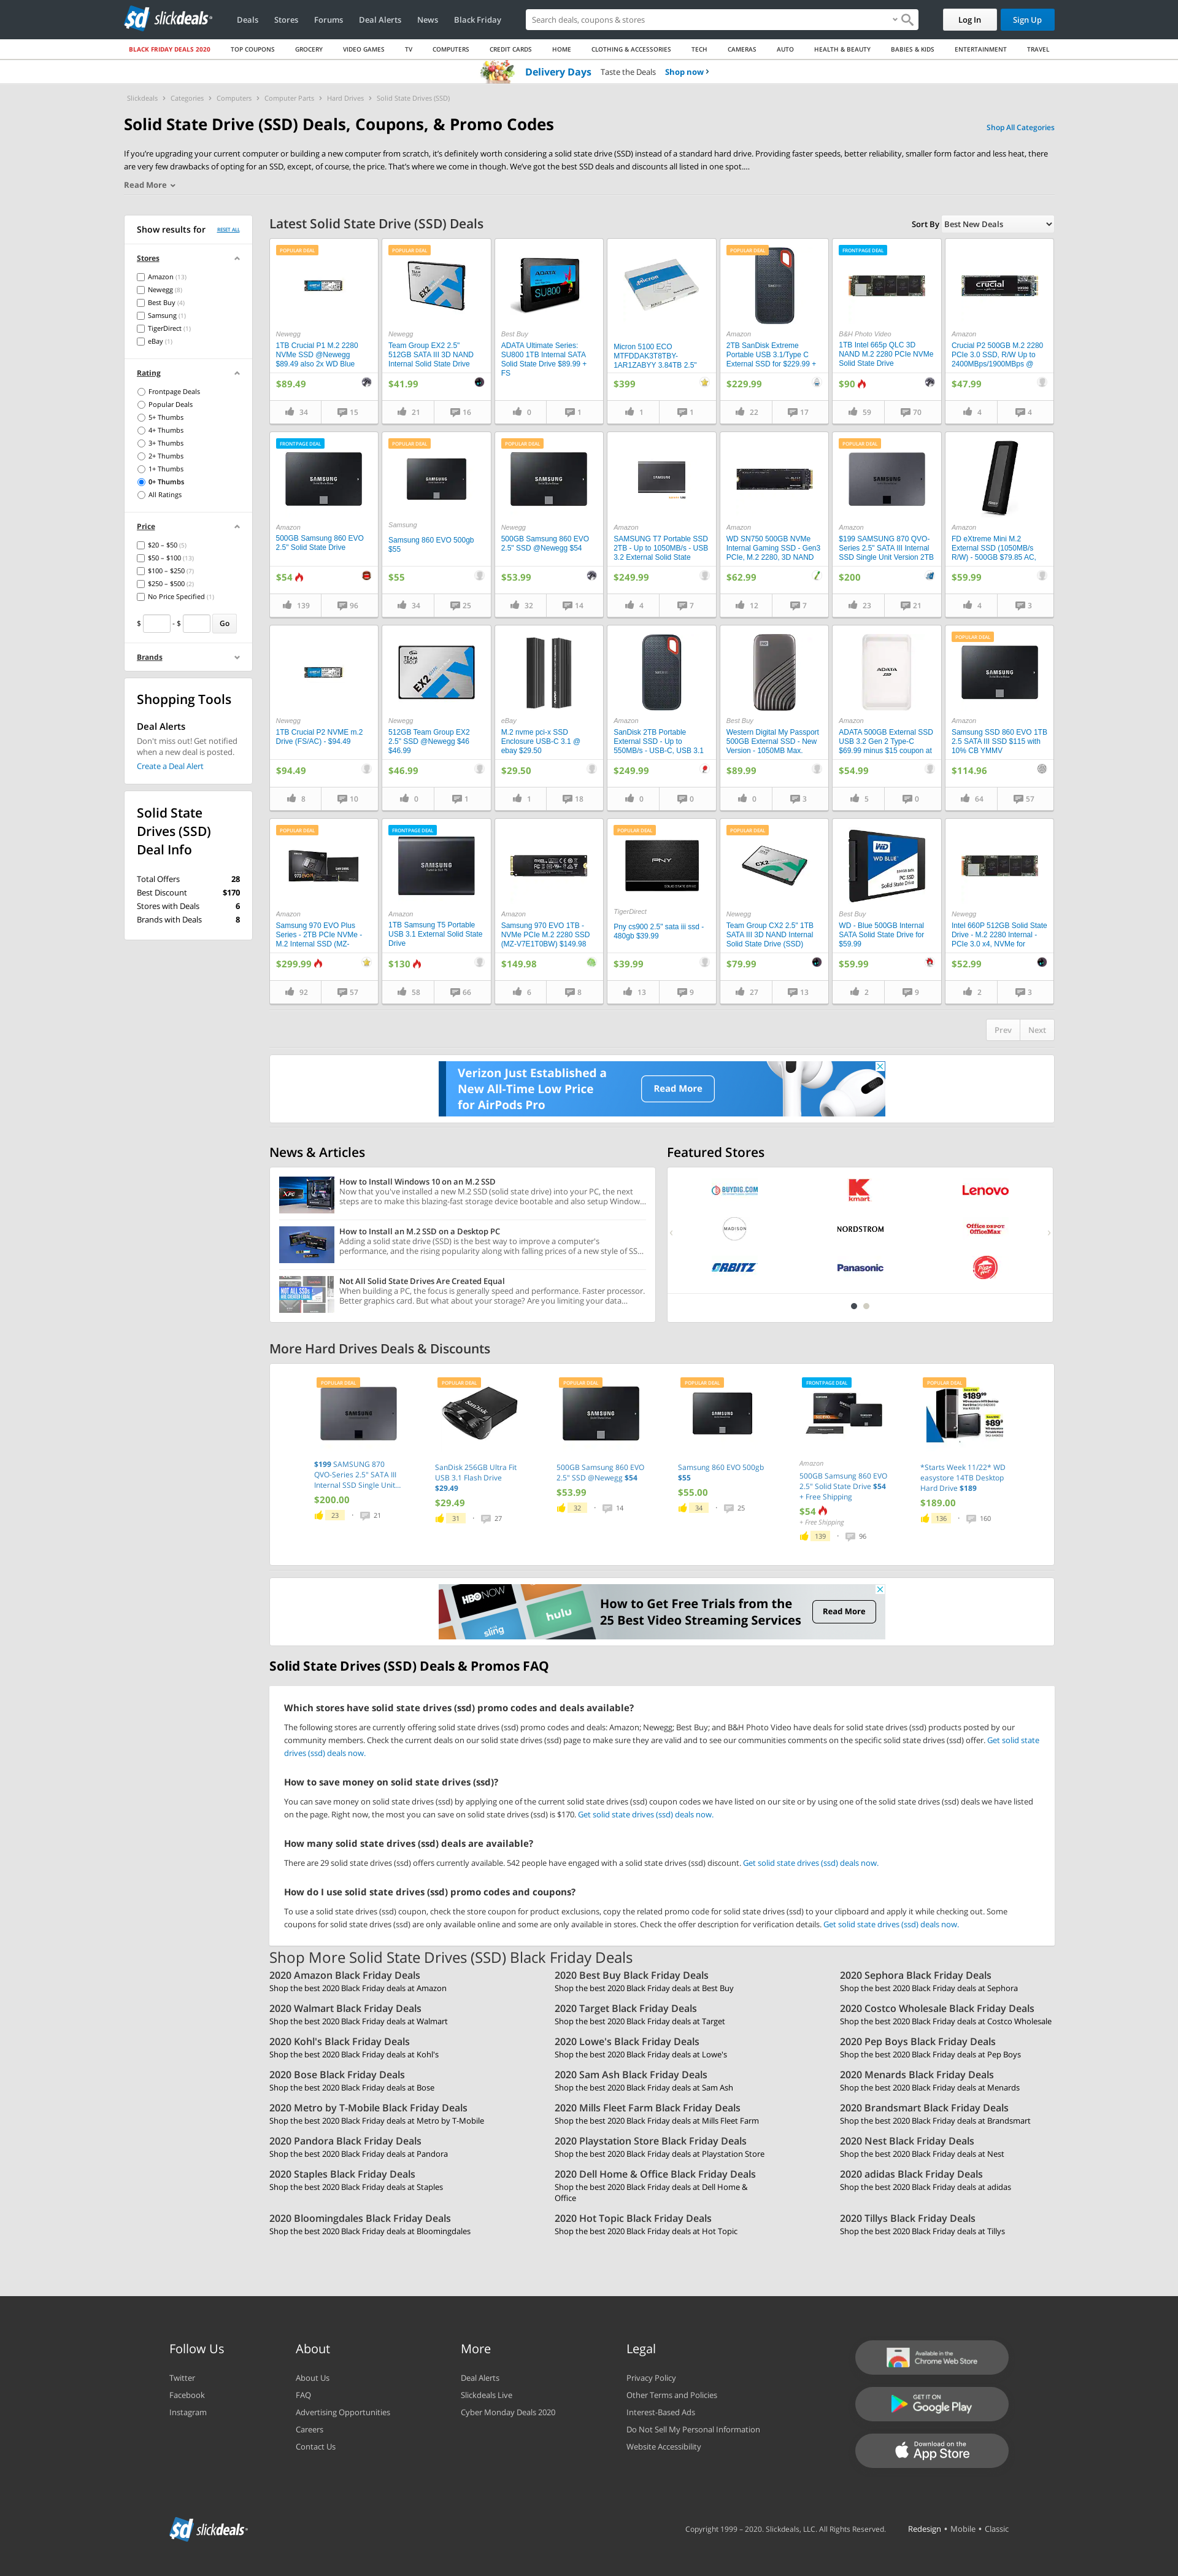 slickdeals
Deals
Stores
Forums
Deal Alerts
News
Black Friday
Search deals, coupons & stores
Log In
Sign Up
BLACK FRIDAY DEALS 2020
TOP COUPONS
GROCERY
VIDEO GAMES
TV
COMPUTERS
CREDIT CARDS
HOME
CLOTHING & ACCESSORIES
TECH
CAMERAS
AUTO
HEALTH & BEAUTY
BABIES & KIDS
ENTERTAINMENT
TRAVEL
Delivery Days Taste the Deals Shop now
Slickdeals > Categories > Computers > Computer Parts > Hard Drives > Solid State Drives (SSD)
Solid State Drive (SSD) Deals, Coupons, & Promo Codes
Shop All Categories
If you're upgrading your current computer or building a new computer from scratch, it's definitely worth considering a solid state drive (SSD) instead of a standard hard drive. Providing faster speeds, better reliability, smaller form factor and less heat, there
are very few drawbacks of opting for an SSD, except, of course, the price. That's where we come in though. We've got the best SSD deals and discounts all listed in one spot....
Read More
Show results for
RESET ALL
Stores
Amazon (13)
Newegg (8)
Best Buy (4)
Samsung (1)
TigerDirect (1)
eBay (1)
Rating
Frontpage Deals
Popular Deals
5+ Thumbs
4+ Thumbs
3+ Thumbs
2+ Thumbs
1+ Thumbs
0+ Thumbs
All Ratings
Price
$20 – $50 (5)
$50 – $100 (13)
$100 – $250 (7)
$250 – $500 (2)
No Price Specified (1)
$ - $ Go
Brands
Shopping Tools
Deal Alerts
Don't miss out! Get notified
when a new deal is posted.
Create a Deal Alert
Solid State
Drives (SSD)
Deal Info
Total Offers 28
Best Discount $170
Stores with Deals 6
Brands with Deals 8
Latest Solid State Drive (SSD) Deals
Sort By Best New Deals
POPULAR DEAL
Newegg
1TB Crucial P1 M.2 2280
NVMe SSD @Newegg
$89.49 also 2x WD Blue
$89.49
34 15
POPULAR DEAL
Newegg
Team Group EX2 2.5"
512GB SATA III 3D NAND
Internal Solid State Drive
$41.99
21 16
Best Buy
ADATA Ultimate Series:
SU800 1TB Internal SATA
Solid State Drive $89.99 +
FS
0 1
Micron 5100 ECO
MTFDDAK3T8TBY-
1AR1ZABYY 3.84TB 2.5"
$399
1 1
POPULAR DEAL
Amazon
2TB SanDisk Extreme
Portable USB 3.1/Type C
External SSD for $229.99 +
$229.99
22 17
FRONTPAGE DEAL
B&H Photo Video
1TB Intel 665p QLC 3D
NAND M.2 2280 PCIe NVMe
Solid State Drive
$90
59 70
Amazon
Crucial P2 500GB M.2 2280
PCIe 3.0 SSD, R/W Up to
2400MBps/1900MBps @
$47.99
4 4
FRONTPAGE DEAL
Amazon
500GB Samsung 860 EVO
2.5" Solid State Drive
$54
139 96
POPULAR DEAL
Samsung
Samsung 860 EVO 500gb
$55
$55
34 25
POPULAR DEAL
Newegg
500GB Samsung 860 EVO
2.5" SSD @Newegg $54
$53.99
32 14
Amazon
SAMSUNG T7 Portable SSD
2TB - Up to 1050MB/s - USB
3.2 External Solid State
$249.99
4 7
Amazon
WD SN750 500GB NVMe
Internal Gaming SSD - Gen3
PCIe, M.2 2280, 3D NAND
$62.99
12 7
POPULAR DEAL
Amazon
$199 SAMSUNG 870 QVO-
Series 2.5" SATA III Internal
SSD Single Unit Version 2TB
$200
23 21
Amazon
FD eXtreme Mini M.2
External SSD (1050MB/s
R/W) - 500GB $79.85 AC,
$59.99
4 3
Newegg
1TB Crucial P2 NVME m.2
Drive (FS/AC) - $94.49
$94.49
8 10
Newegg
512GB Team Group EX2
2.5" SSD @Newegg $46
$46.99
$46.99
0 1
eBay
M.2 nvme pci-x SSD
Enclosure USB-C 3.1 @
ebay $29.50
$29.50
1 18
Amazon
SanDisk 2TB Portable
External SSD - Up to
550MB/s - USB-C, USB 3.1
$249.99
0 0
Best Buy
Western Digital My Passport
500GB External SSD - New
Version - 1050MB Max.
$89.99
0 3
Amazon
ADATA 500GB External SSD
USB 3.2 Gen 2 Type-C
$69.99 minus $15 coupon at
$54.99
5 0
POPULAR DEAL
Amazon
Samsung SSD 860 EVO 1TB
2.5 SATA III SSD $115 with
10% CB YMMV
$114.96
64 57
POPULAR DEAL
Amazon
Samsung 970 EVO Plus
Series - 2TB PCIe NVMe -
M.2 Internal SSD (MZ-
$299.99
92 57
FRONTPAGE DEAL
Amazon
1TB Samsung T5 Portable
USB 3.1 External Solid State
Drive
$130
58 66
Amazon
Samsung 970 EVO 1TB -
NVMe PCIe M.2 2280 SSD
(MZ-V7E1T0BW) $149.98
$149.98
6 8
POPULAR DEAL
TigerDirect
Pny cs900 2.5" sata iii ssd -
480gb $39.99
$39.99
13 9
POPULAR DEAL
Newegg
Team Group CX2 2.5" 1TB
SATA III 3D NAND Internal
Solid State Drive (SSD)
$79.99
27 13
Best Buy
WD - Blue 500GB Internal
SATA Solid State Drive for
$59.99
$59.99
2 9
Newegg
Intel 660P 512GB Solid State
Drive - M.2 2280 Internal -
PCIe 3.0 x4, NVMe for
$52.99
2 3
Prev Next
Verizon Just Established a
New All-Time Low Price
for AirPods Pro
Read More
News & Articles
How to Install Windows 10 on an M.2 SSD
Now that you've installed a new M.2 SSD (solid state drive) into your PC, the next
steps are to make this blazing-fast storage device bootable and also setup Window...
How to Install an M.2 SSD on a Desktop PC
Adding a solid state drive (SSD) is the best way to improve a computer's
performance, and the rising popularity along with falling prices of a new style of SS...
Not All Solid State Drives Are Created Equal
When building a PC, the focus is generally speed and performance. Faster processor.
Better graphics card. But what about your storage? Are you limiting your data...
Featured Stores
BUYDIG.COM
kmart
Lenovo
MADISON
NORDSTROM
Office DEPOT
OfficeMax
ORBITZ
Panasonic
Pizza Hut
More Hard Drives Deals & Discounts
POPULAR DEAL
$199 SAMSUNG 870
QVO-Series 2.5" SATA III
Internal SSD Single Unit...
$200.00
23 • 21
POPULAR DEAL
SanDisk 256GB Ultra Fit
USB 3.1 Flash Drive
$29.49
$29.49
31 • 27
POPULAR DEAL
500GB Samsung 860 EVO
2.5" SSD @Newegg $54
$53.99
32 • 14
POPULAR DEAL
Samsung 860 EVO 500gb
$55
$55.00
34 • 25
FRONTPAGE DEAL
Amazon
500GB Samsung 860 EVO
2.5" Solid State Drive $54
+ Free Shipping
$54
+ Free Shipping
139 • 96
POPULAR DEAL
$189.99
$89
*Starts Week 11/22* WD
easystore 14TB Desktop
Hard Drive $189
$189.00
136 • 160
HBO NOW
hulu
sling
How to Get Free Trials from the
25 Best Video Streaming Services
Read More
Solid State Drives (SSD) Deals & Promos FAQ
Which stores have solid state drives (ssd) promo codes and deals available?
The following stores are currently offering solid state drives (ssd) promo codes and deals: Amazon; Newegg; Best Buy; and B&H Photo Video have deals for solid state drives (ssd) products posted by our
community members. Check the current deals on our solid state drives (ssd) page to make sure they are valid and to see our communities comments on the specific solid state drives (ssd) offer. Get solid state
drives (ssd) deals now.
How to save money on solid state drives (ssd)?
You can save money on solid state drives (ssd) by applying one of the current solid state drives (ssd) coupon codes we have listed on our site or by using one of the solid state drives (ssd) deals we have listed
on the page. Right now, the most you can save on solid state drives (ssd) is $170. Get solid state drives (ssd) deals now.
How many solid state drives (ssd) deals are available?
There are 29 solid state drives (ssd) offers currently available. 542 people have engaged with a solid state drives (ssd) discount. Get solid state drives (ssd) deals now.
How do I use solid state drives (ssd) promo codes and coupons?
To use a solid state drives (ssd) coupon, check the store coupon for product exclusions, copy the related promo code for solid state drives (ssd) to your clipboard and apply it while checking out. Some
coupons for solid state drives (ssd) are only available online and some are only available in stores. Check the offer description for verification details. Get solid state drives (ssd) deals now.
Shop More Solid State Drives (SSD) Black Friday Deals
2020 Amazon Black Friday Deals
Shop the best 2020 Black Friday deals at Amazon
2020 Best Buy Black Friday Deals
Shop the best 2020 Black Friday deals at Best Buy
2020 Sephora Black Friday Deals
Shop the best 2020 Black Friday deals at Sephora
2020 Walmart Black Friday Deals
Shop the best 2020 Black Friday deals at Walmart
2020 Target Black Friday Deals
Shop the best 2020 Black Friday deals at Target
2020 Costco Wholesale Black Friday Deals
Shop the best 2020 Black Friday deals at Costco Wholesale
2020 Kohl's Black Friday Deals
Shop the best 2020 Black Friday deals at Kohl's
2020 Lowe's Black Friday Deals
Shop the best 2020 Black Friday deals at Lowe's
2020 Pep Boys Black Friday Deals
Shop the best 2020 Black Friday deals at Pep Boys
2020 Bose Black Friday Deals
Shop the best 2020 Black Friday deals at Bose
2020 Sam Ash Black Friday Deals
Shop the best 2020 Black Friday deals at Sam Ash
2020 Menards Black Friday Deals
Shop the best 2020 Black Friday deals at Menards
2020 Metro by T-Mobile Black Friday Deals
Shop the best 2020 Black Friday deals at Metro by T-Mobile
2020 Mills Fleet Farm Black Friday Deals
Shop the best 2020 Black Friday deals at Mills Fleet Farm
2020 Brandsmart Black Friday Deals
Shop the best 2020 Black Friday deals at Brandsmart
2020 Pandora Black Friday Deals
Shop the best 2020 Black Friday deals at Pandora
2020 Playstation Store Black Friday Deals
Shop the best 2020 Black Friday deals at Playstation Store
2020 Nest Black Friday Deals
Shop the best 2020 Black Friday deals at Nest
2020 Staples Black Friday Deals
Shop the best 2020 Black Friday deals at Staples
2020 Dell Home & Office Black Friday Deals
Shop the best 2020 Black Friday deals at Dell Home &
Office
2020 adidas Black Friday Deals
Shop the best 2020 Black Friday deals at adidas
2020 Bloomingdales Black Friday Deals
Shop the best 2020 Black Friday deals at Bloomingdales
2020 Hot Topic Black Friday Deals
Shop the best 2020 Black Friday deals at Hot Topic
2020 Tillys Black Friday Deals
Shop the best 2020 Black Friday deals at Tillys
Follow Us
Twitter
Facebook
Instagram
About
About Us
FAQ
Advertising Opportunities
Careers
Contact Us
More
Deal Alerts
Slickdeals Live
Cyber Monday Deals 2020
Legal
Privacy Policy
Other Terms and Policies
Interest-Based Ads
Do Not Sell My Personal Information
Website Accessibility
Available in the
Chrome Web Store
GET IT ON
Google Play
Download on the
App Store
slickdeals
Copyright 1999 – 2020. Slickdeals, LLC. All Rights Reserved.
Redesign • Mobile • Classic